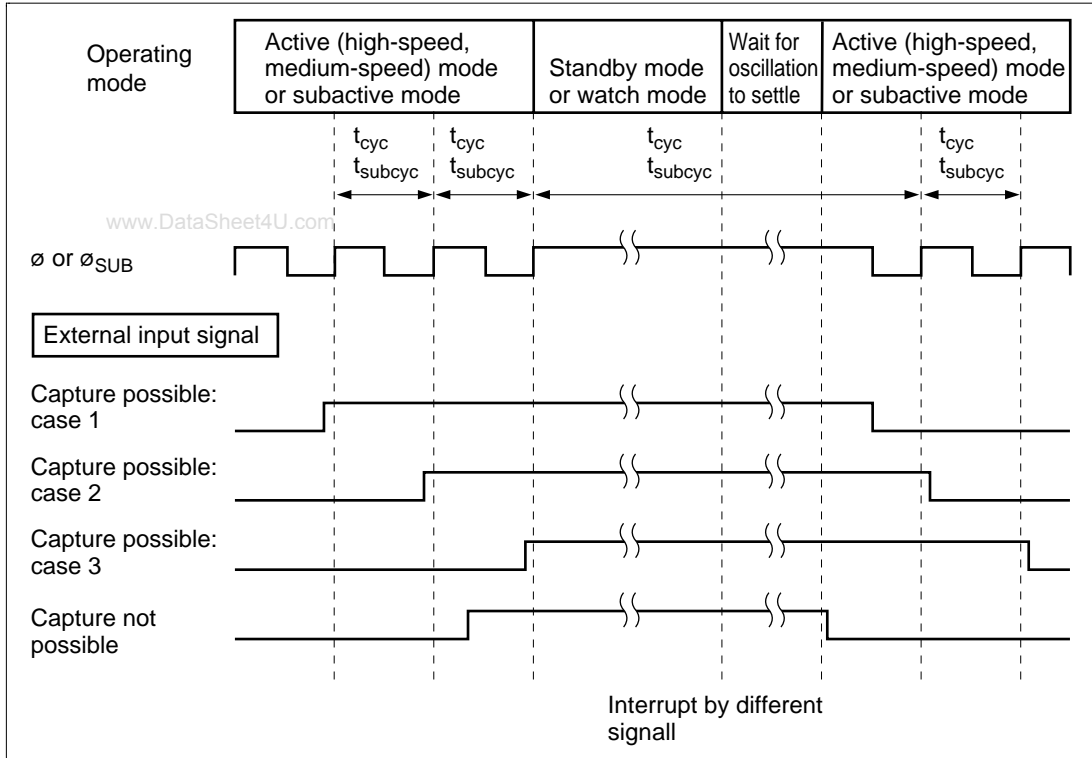 Operating
mode
Active (high-speed,
medium-speed) mode
or subactive mode
Standby mode
or watch mode
Wait for
oscillation
to settle
Active (high-speed,
medium-speed) mode
or subactive mode
tcyc
tsubcyc
tcyc
tsubcyc
tcyc
tsubcyc
tcyc
tsubcyc
www.DataSheet4U.com
ø or øSUB
External input signal
Capture possible:
case 1
Capture possible:
case 2
Capture possible:
case 3
Capture not
possible
Interrupt by different
signall